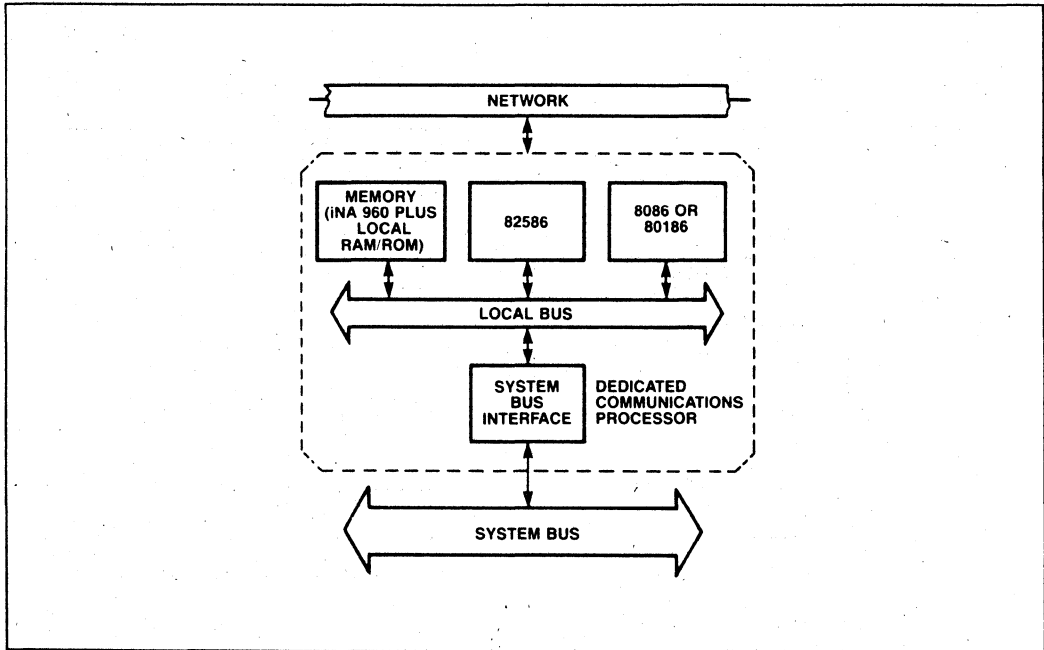 NETWORK
MEMORY
(iNA 960 PLUS
LOCAL
RAM/ROM)
82586
8086 OR
80186
LOCAL BUS
SYSTEM
BUS
INTERFACE
DEDICATED
COMMUNICATIONS
PROCESSOR
SYSTEM BUS